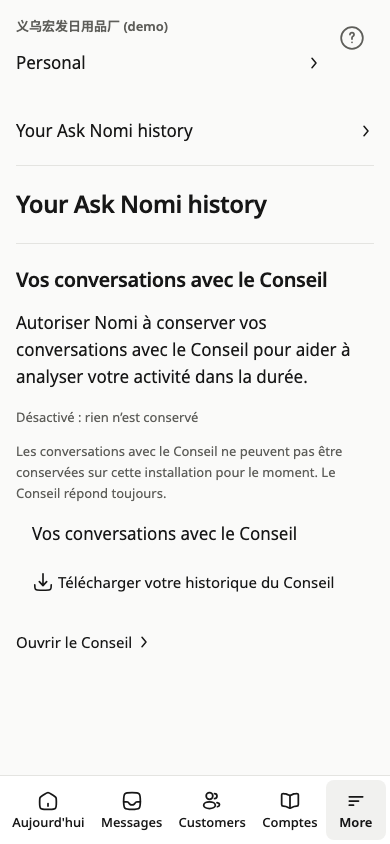 义乌宏发日用品厂 (demo)
Personal
Your Ask Nomi history
Your Ask Nomi history
Vos conversations avec le Conseil
Autoriser Nomi à conserver vos
conversations avec le Conseil pour aider à
analyser votre activité dans la durée.
Désactivé : rien n’est conservé
Les conversations avec le Conseil ne peuvent pas être
conservées sur cette installation pour le moment. Le
Conseil répond toujours.
Vos conversations avec le Conseil
Télécharger votre historique du Conseil
Ouvrir le Conseil
Aujourd'hui Messages Customers Comptes More